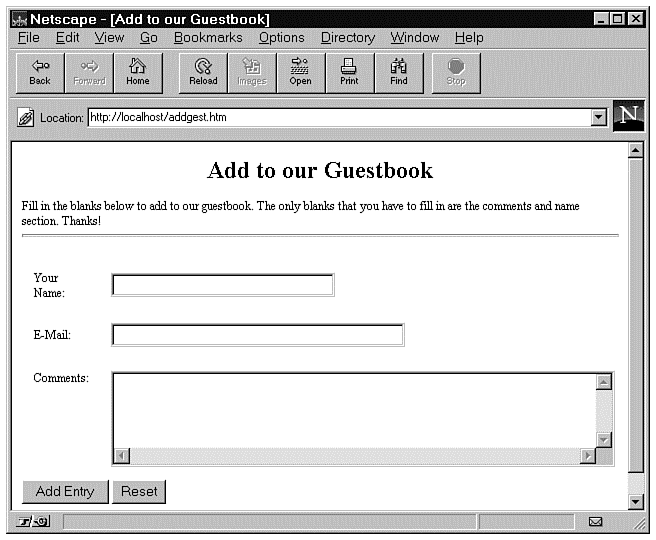 Netscape - [Add to our Guestbook]
File Edit View Go Bookmarks Options Directory Window Help
Back Forward Home Reload Images Open Print Find Stop
Location: http://localhost/addgest.htm
N
Add to our Guestbook
Fill in the blanks below to add to our guestbook. The only blanks that you have to fill in are the comments and name
section. Thanks!
Your
Name:
E-Mail:
Comments:
Add Entry Reset